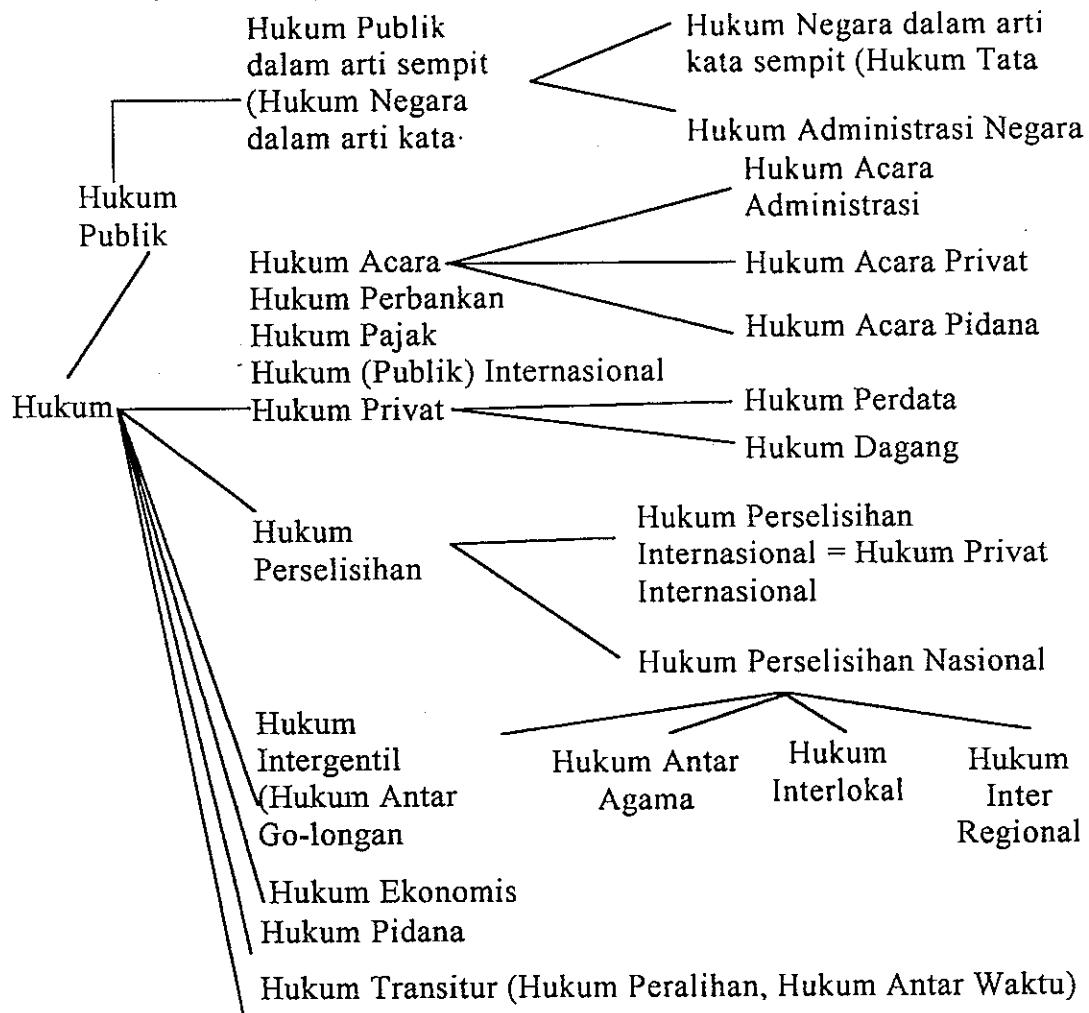 Hukum Publik
dalam arti sempit
(Hukum Negara
dalam arti kata
Hukum Negara dalam arti
kata sempit (Hukum Tata
Hukum Administrasi Negara
Hukum
Publik
Hukum Acara
Administrasi
Hukum Acara
Hukum Acara Privat
Hukum Perbankan
Hukum Pajak
Hukum Acara Pidana
Hukum (Publik) Internasional
Hukum
Hukum Privat
Hukum Perdata
Hukum Dagang
Hukum
Perselisihan
Hukum Perselisihan
Internasional = Hukum Privat
Internasional
Hukum Perselisihan Nasional
Hukum
Intergentil
(Hukum Antar
Go-longan
Hukum Antar
Agama
Hukum
Interlokal
Hukum
Inter
Regional
Hukum Ekonomis
Hukum Pidana
Hukum Transitur (Hukum Peralihan, Hukum Antar Waktu)